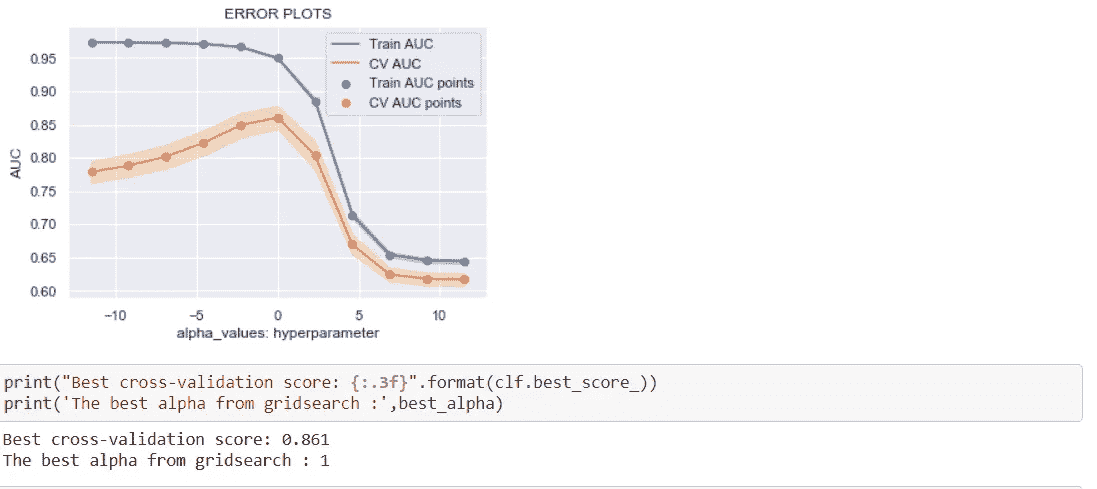 ERROR PLOTS
Train AUC
CV AUC
Train AUC points
CV AUC points
AUC
0.95
0.90
0.85
0.80
0.75
0.70
0.65
0.60
−10 −5 0 5 10
alpha_values: hyperparameter
print("Best cross-validation score: {:.3f}".format(clf.best_score_))
print('The best alpha from gridsearch :',best_alpha)
Best cross-validation score: 0.861
The best alpha from gridsearch : 1